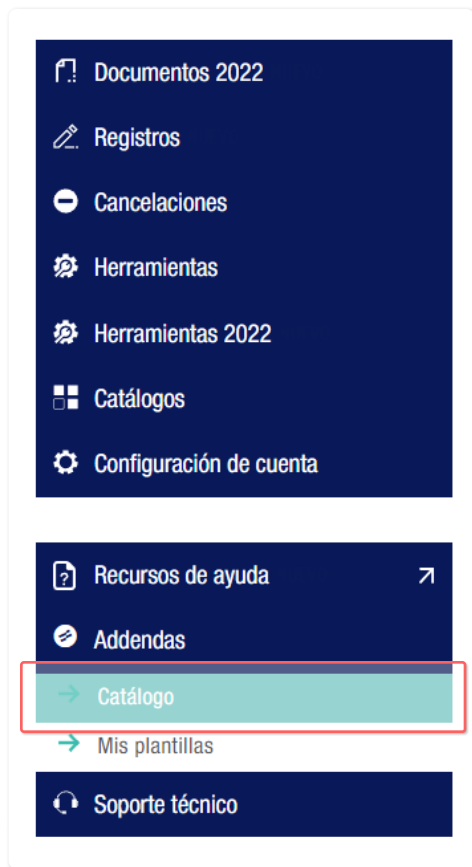 Documentos 2022
Registros
Cancelaciones
Herramientas
Herramientas 2022
Catálogos
Configuración de cuenta
Recursos de ayuda
Addendas
Catálogo
Mis plantillas
Soporte técnico